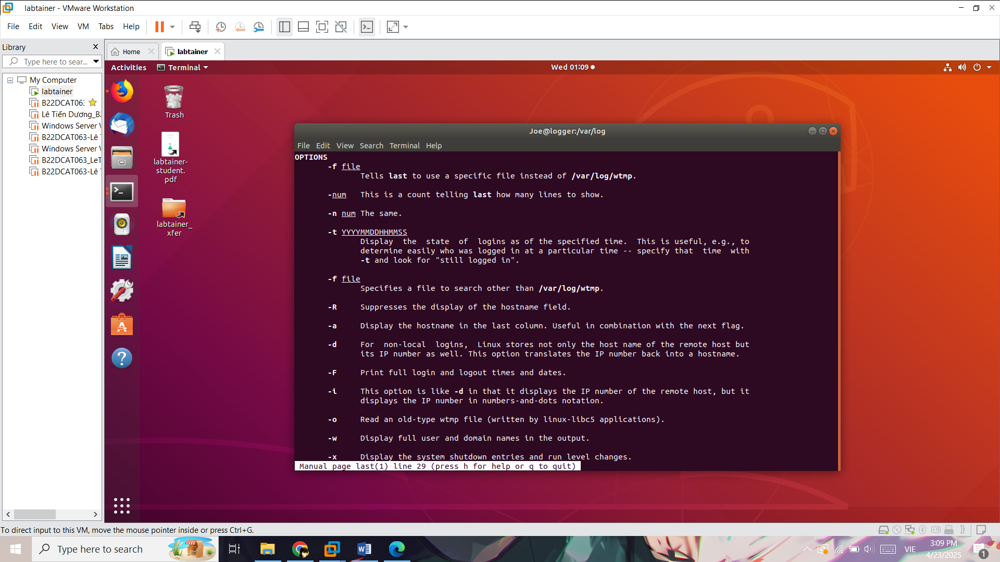 labtainer - VMware Workstation
File Edit View VM Tabs Help
Library
Home
labtainer
Type here to sear...
Activities
Terminal
Wed 01:09
My Computer
labtainer
B22DCAT06
Lê Tiến Dương_B
Windows Server
B22DCAT063-Lê
Windows Server
B22DCAT063_LeT
B22DCAT063-Lê
Trash
labtainer-
student.
pdf
labtainer_
xfer
Joe@logger:/var/log
File Edit View Search Terminal Help
OPTIONS
-f file
Tells last to use a specific file instead of /var/log/wtmp.
-num This is a count telling last how many lines to show.
-n num The same.
-t YYYYMMDDHHMMSS
Display the state of logins as of the specified time. This is useful, e.g., to
determine easily who was logged in at a particular time -- specify that time with
-t and look for "still logged in".
-f file
Specifies a file to search other than /var/log/wtmp.
-R Suppresses the display of the hostname field.
-a Display the hostname in the last column. Useful in combination with the next flag.
-d For non-local logins, Linux stores not only the host name of the remote host but
its IP number as well. This option translates the IP number back into a hostname.
-F Print full login and logout times and dates.
-i This option is like -d in that it displays the IP number of the remote host, but it
displays the IP number in numbers-and-dots notation.
-o Read an old-type wtmp file (written by linux-libc5 applications).
-w Display full user and domain names in the output.
-x Display the system shutdown entries and run level changes.
Manual page last(1) line 29 (press h for help or q to quit)
To direct input to this VM, move the mouse pointer inside or press Ctrl+G.
Type here to search
VIE
3:09 PM
4/23/2025
1